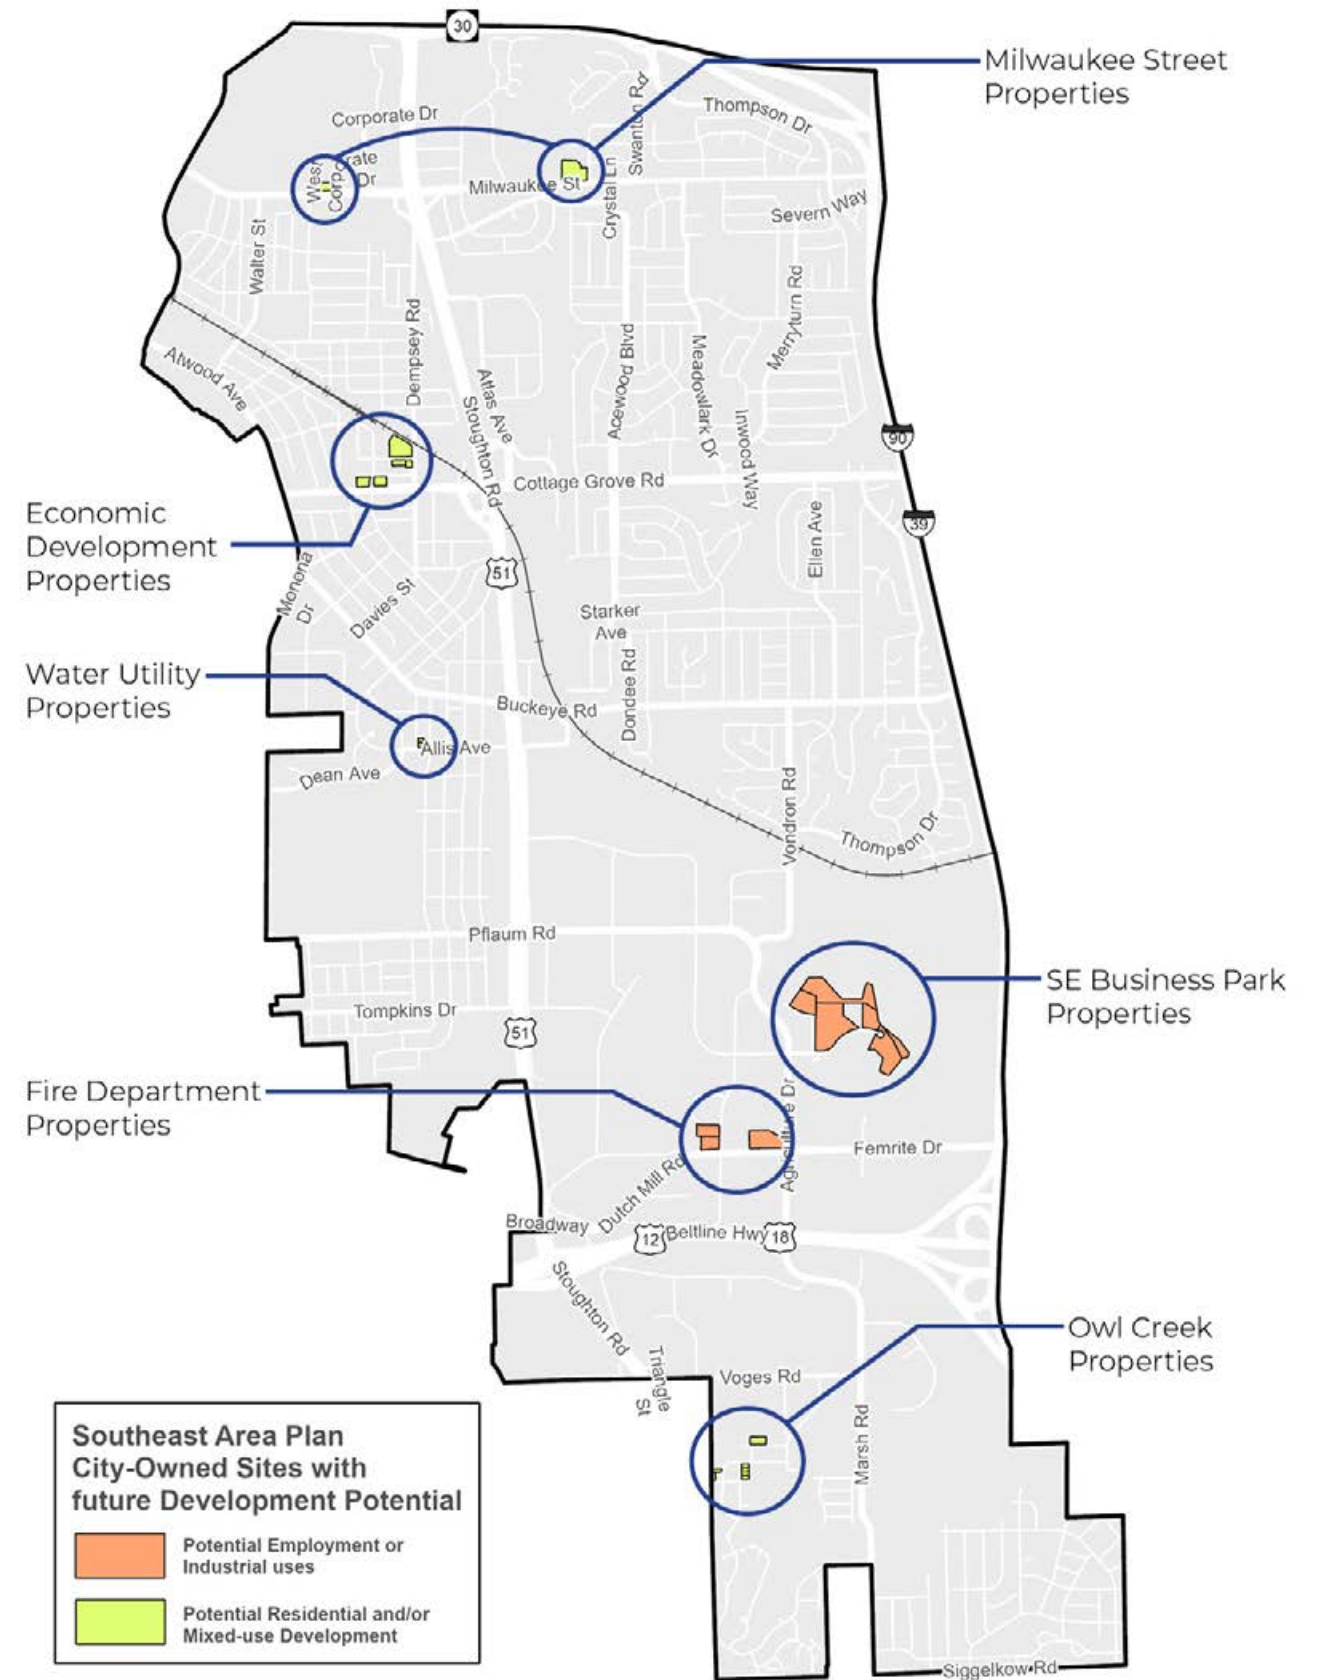 30
Milwaukee Street
Properties
Corporate Dr
Swanton Rd
Thompson Dr
West
Corporate
Dr
Milwaukee St
Crystal Ln
Severn Way
Walter St
Dempsey Rd
Merryturn Rd
Atwood Ave
Atlas Ave
Stoughton Rd
Acewood Blvd
Meadowlark Dr
Inwood Way
90
Cottage Grove Rd
Economic
Development
Properties
39
Ellen Ave
51
Monona
Dr
Davies St
Starker
Ave
Dondee Rd
Water Utility
Properties
Buckeye Rd
Allis Ave
Dean Ave
Vondron Rd
Thompson Dr
Pflaum Rd
SE Business Park
Properties
Tompkins Dr
51
Fire Department
Properties
Agriculture Dr
Femrite Dr
Dutch Mill Rd
Broadway
12
Beltline Hwy
18
Stoughton Rd
Owl Creek
Properties
Triangle
St
Voges Rd
Marsh Rd
Southeast Area Plan
City-Owned Sites with
future Development Potential
Potential Employment or
Industrial uses
Potential Residential and/or
Mixed-use Development
Siggelkow Rd